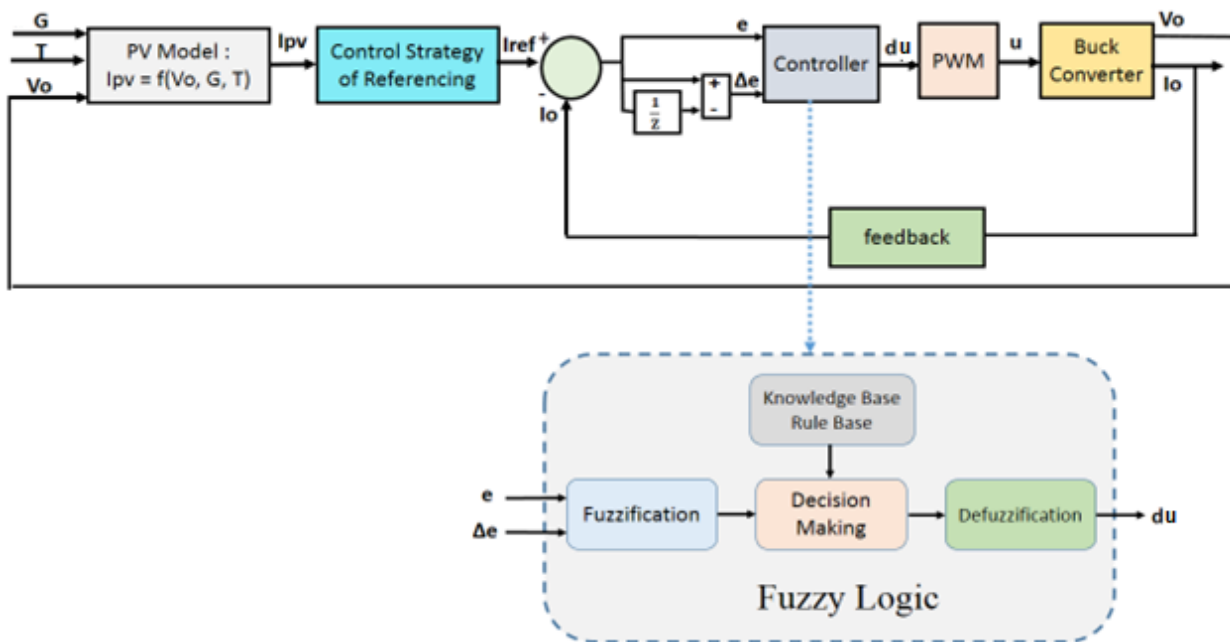 G
T
Vo
PV Model :
Ipv = f(Vo, G, T)
Ipv
Control Strategy
of Referencing
Iref
+
-
Io
e
1
Z
+
-
Δe
Controller
du
PWM
u
Buck
Converter
Vo
Io
feedback
Knowledge Base
Rule Base
e
Δe
Fuzzification
Decision
Making
Defuzzification
du
Fuzzy Logic